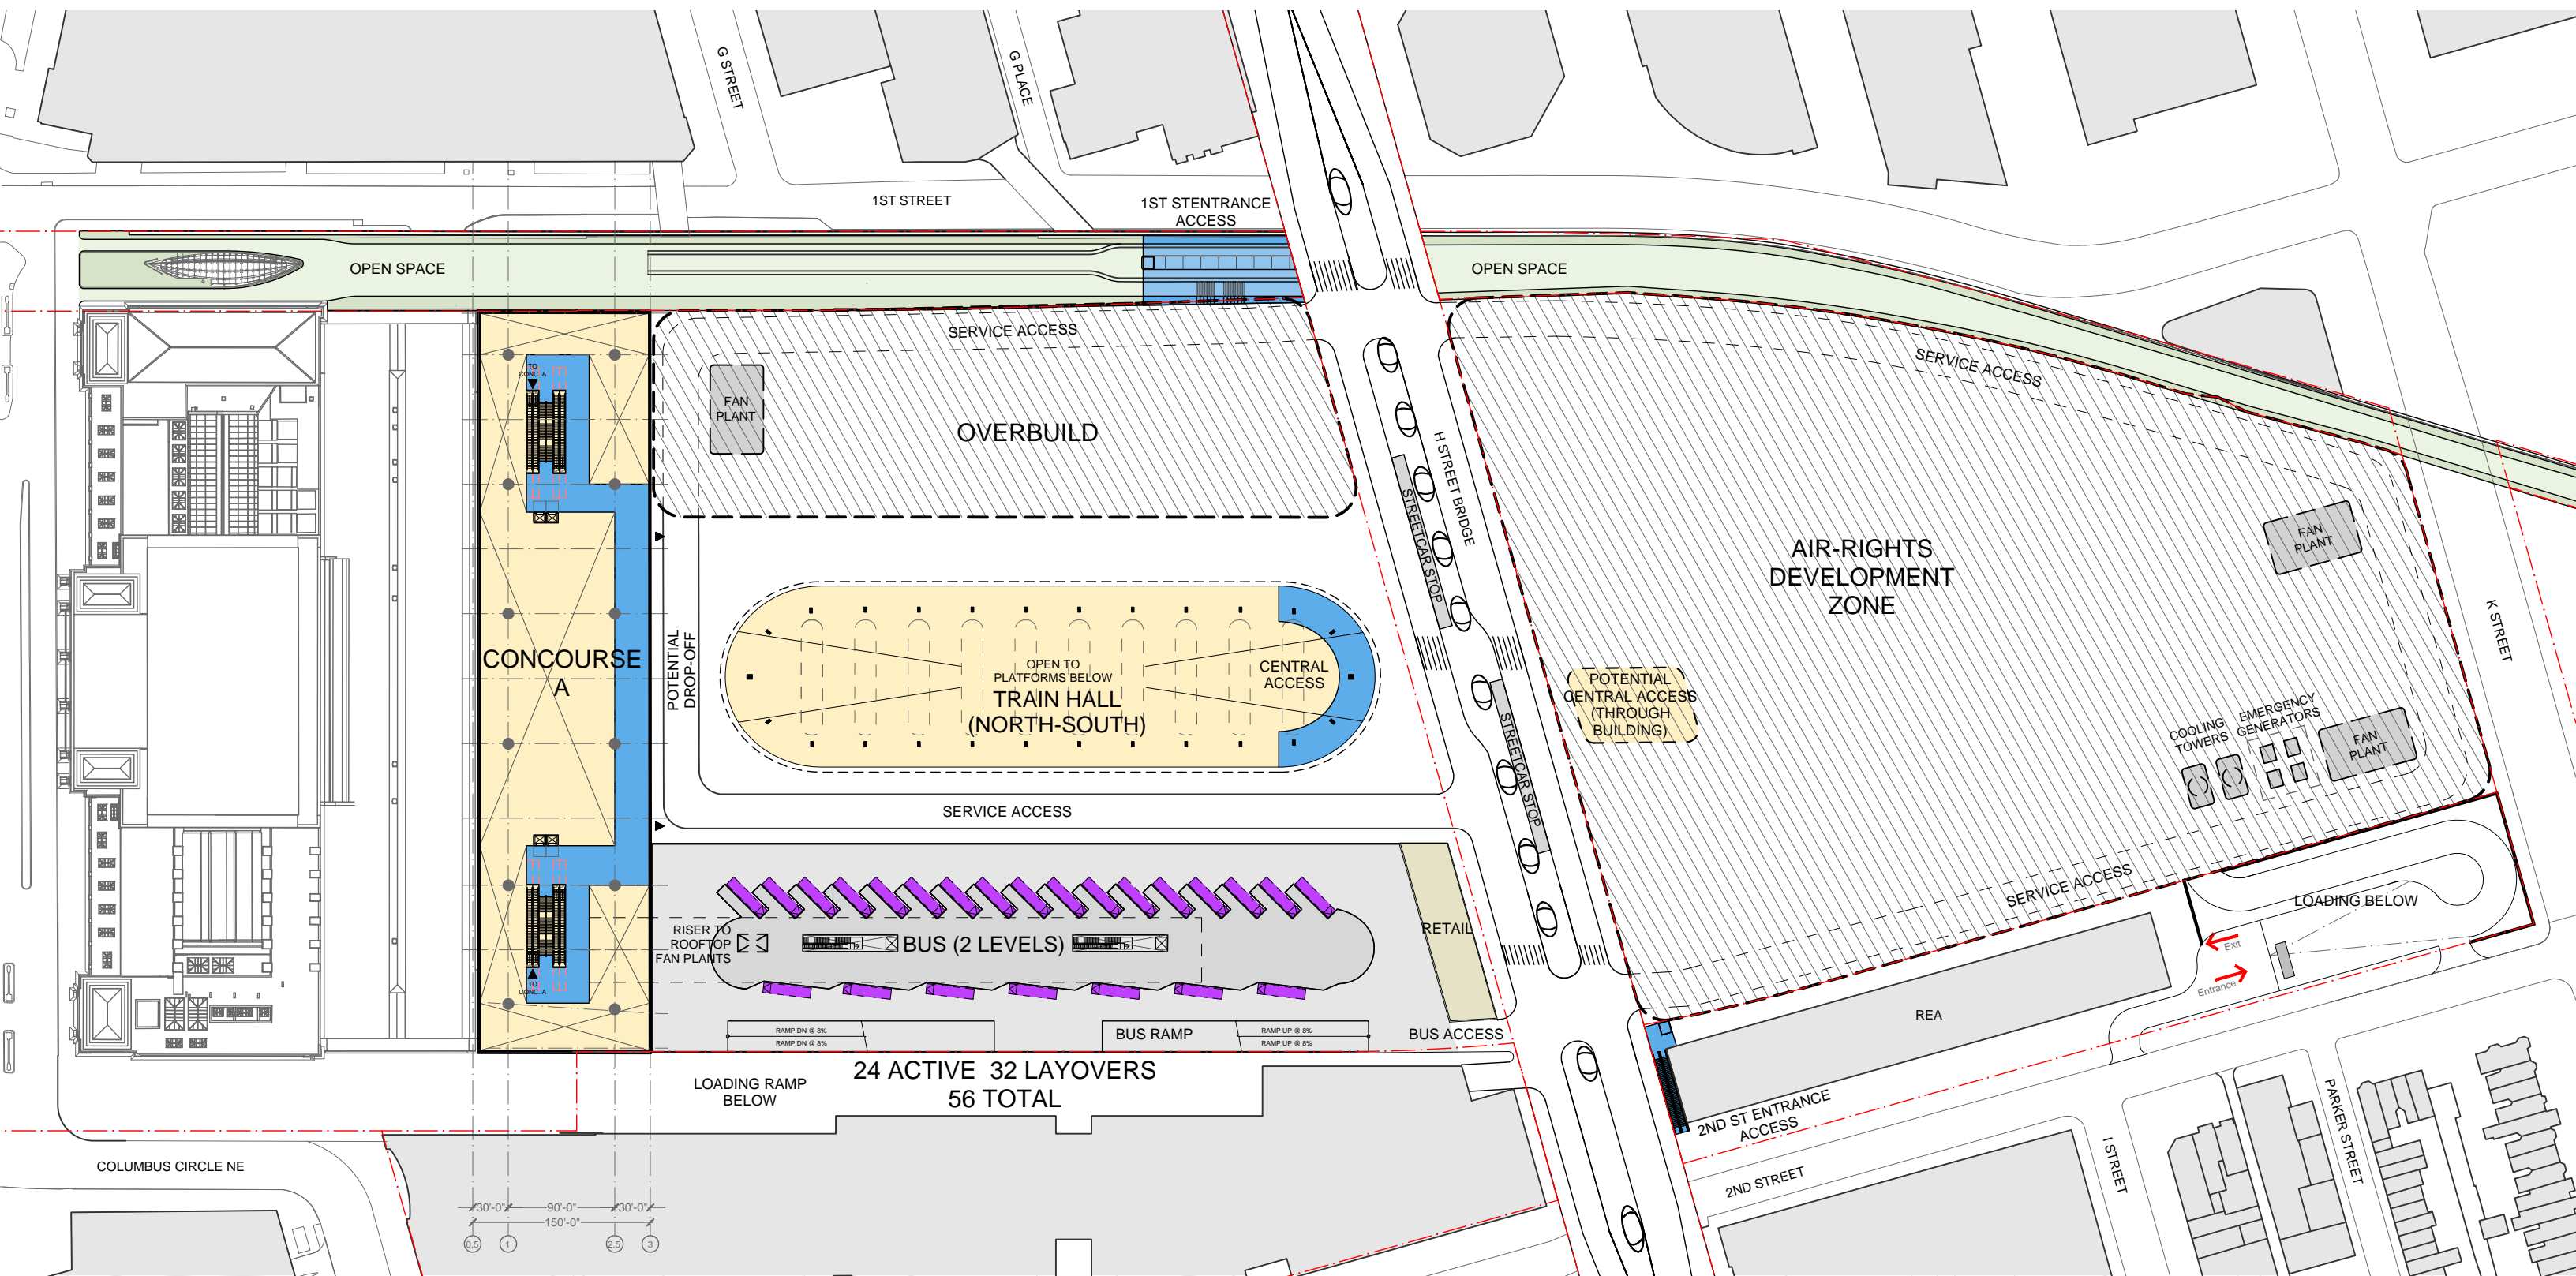 G STREET
G PLACE
1ST STREET
1ST STENTRANCE
ACCESS
OPEN SPACE
OPEN SPACE
SERVICE ACCESS
SERVICE ACCESS
TO
CONC. A
FAN
PLANT
OVERBUILD
H STREET BRIDGE
STREETCAR STOP
FAN
PLANT
AIR-RIGHTS
DEVELOPMENT
ZONE
K STREET
CONCOURSE
A
POTENTIAL
DROP-OFF
OPEN TO
PLATFORMS BELOW
TRAIN HALL
(NORTH-SOUTH)
CENTRAL
ACCESS
POTENTIAL
CENTRAL ACCESS
(THROUGH
BUILDING)
STREETCAR STOP
COOLING
TOWERS
EMERGENCY
GENERATORS
FAN
PLANT
SERVICE ACCESS
SERVICE ACCESS
LOADING BELOW
RISER TO
ROOFTOP
FAN PLANTS
BUS (2 LEVELS)
RETAIL
Exit
Entrance
TO
CONC. A
REA
RAMP DN @ 8%
RAMP DN @ 8%
BUS RAMP
RAMP UP @ 8%
RAMP UP @ 8%
BUS ACCESS
24 ACTIVE 32 LAYOVERS
56 TOTAL
LOADING RAMP
BELOW
2ND ST ENTRANCE
ACCESS
COLUMBUS CIRCLE NE
2ND STREET
I STREET
PARKER STREET
30'-0"
90'-0"
30'-0"
150'-0"
0.5
1
2.5
3